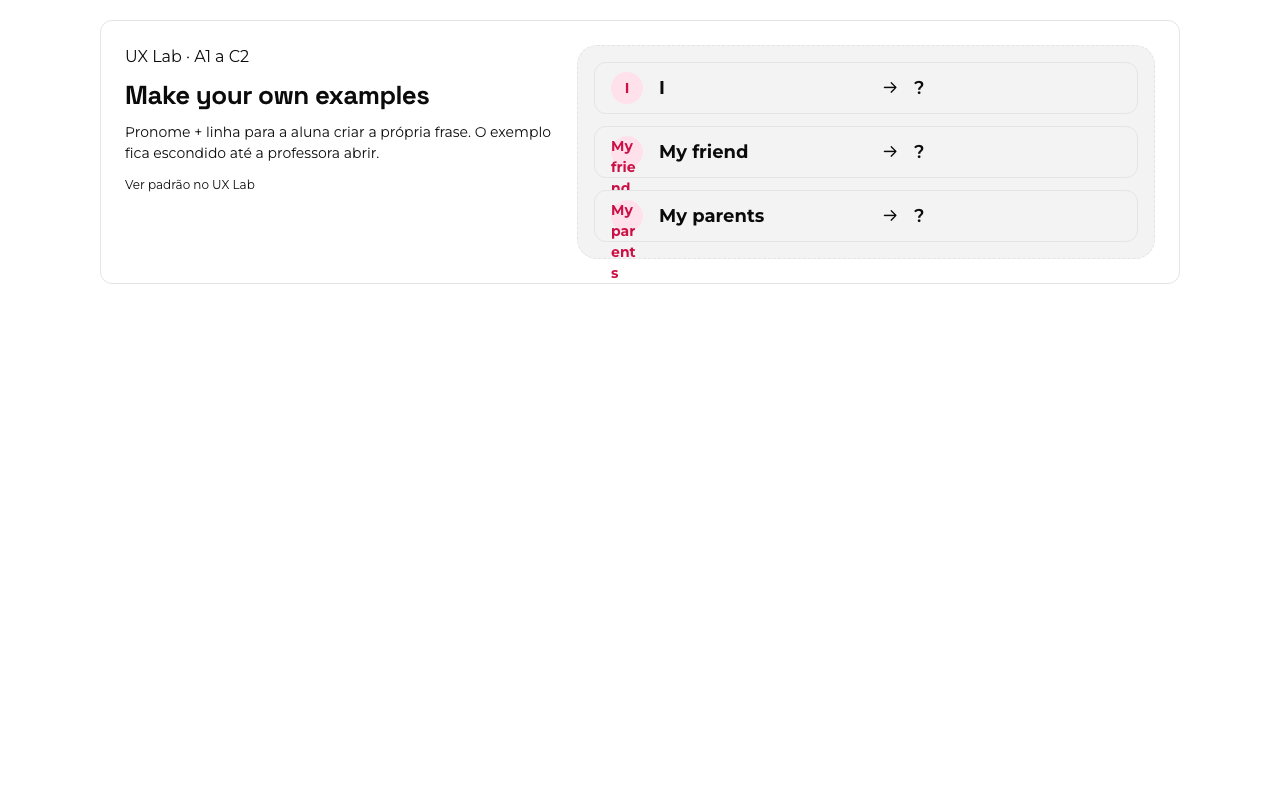 UX Lab · A1 a C2
Make your own examples
Pronome + linha para a aluna criar a própria frase. O exemplo
fica escondido até a professora abrir.
Ver padrão no UX Lab
I I → ?
My
frie
nd
My friend → ?
My
par
ent
s
My parents → ?